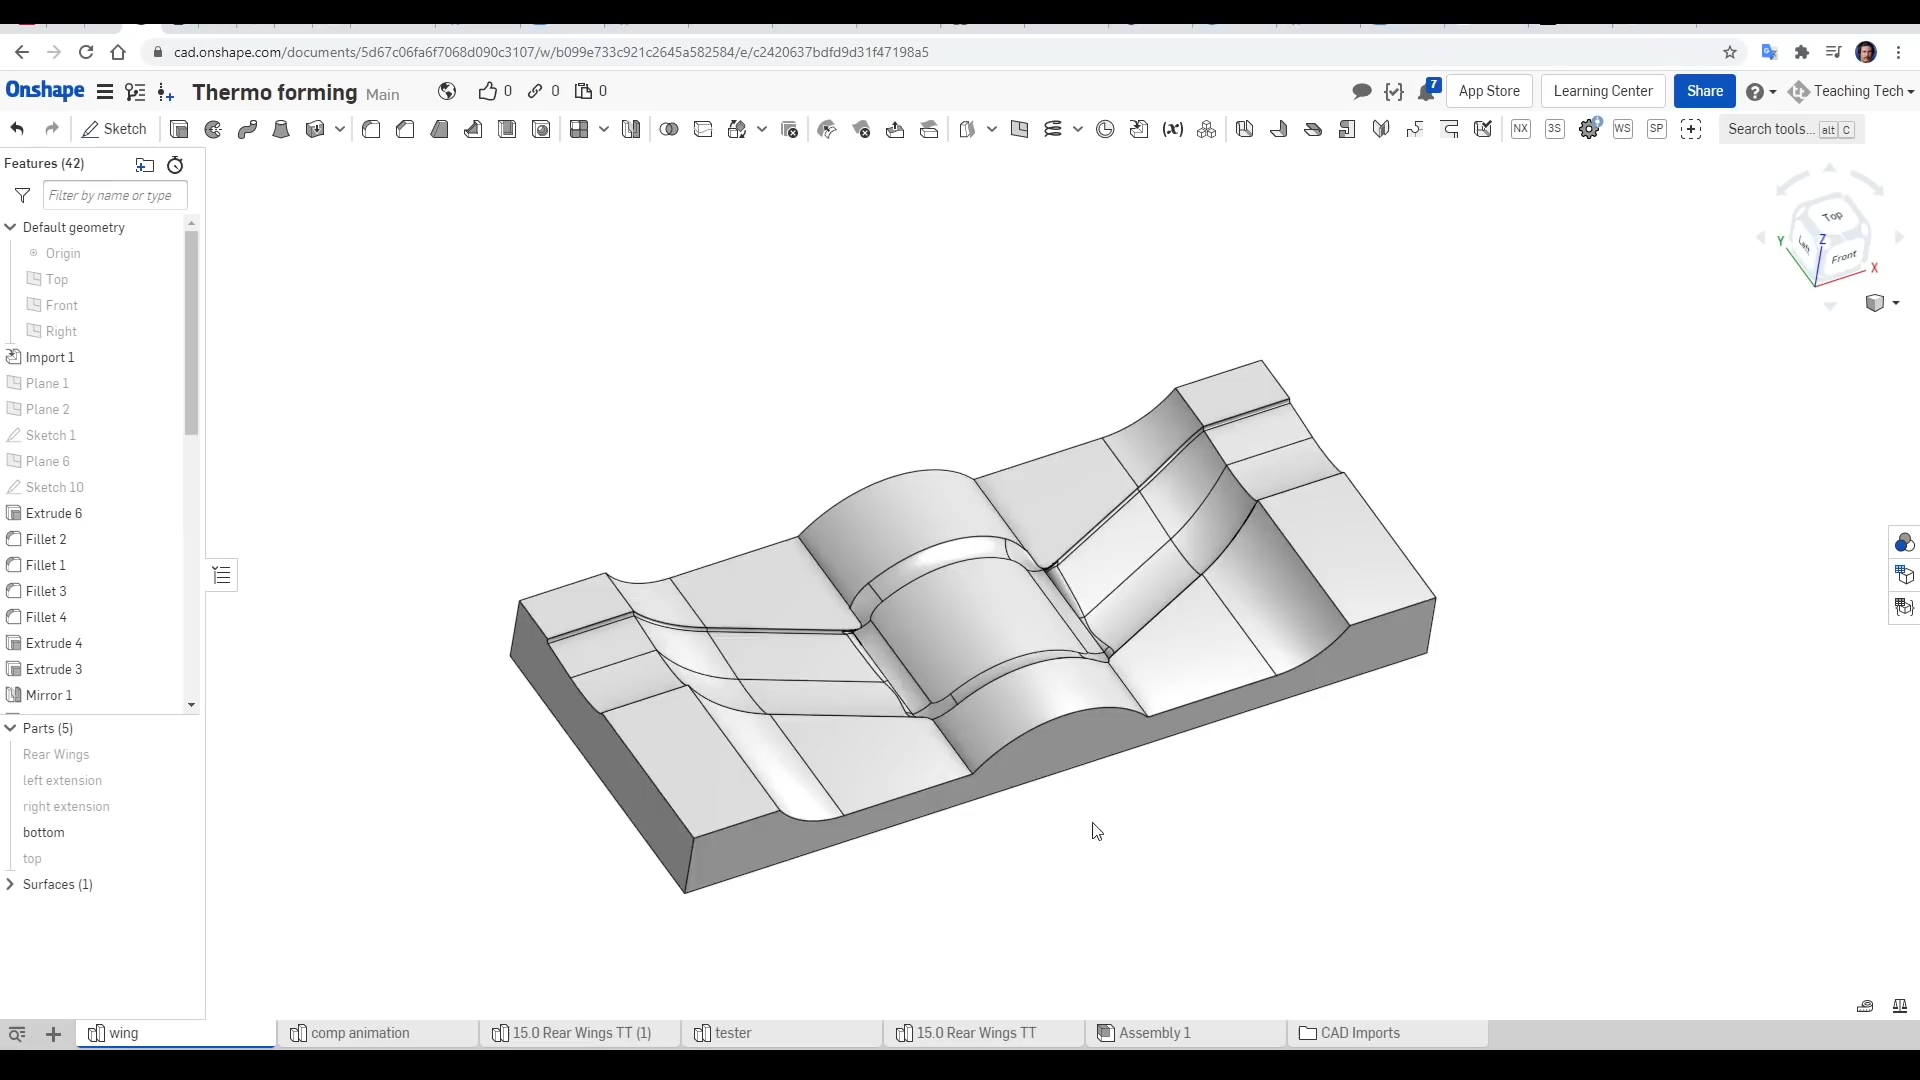 cad.onshape.com/documents/5d67c06fa6f7068d090c3107/w/b099e733c921c2645a582584/e/c2420637bdfd9d31f47198a5
Onshape Thermo forming Main 0 0 0 7 App Store Learning Center Share Teaching Tech
Sketch NX 3S WS SP Search tools... alt C
Features (42)
Filter by name or type
Default geometry
Origin
Top
Front
Right
Import 1
Plane 1
Plane 2
Sketch 1
Plane 6
Sketch 10
Extrude 6
Fillet 2
Fillet 1
Fillet 3
Fillet 4
Extrude 4
Extrude 3
Mirror 1
Parts (5)
Rear Wings
left extension
right extension
bottom
top
Surfaces (1)
Top
Left
Front
X
Y
Z
wing comp animation 15.0 Rear Wings TT (1) tester 15.0 Rear Wings TT Assembly 1 CAD Imports